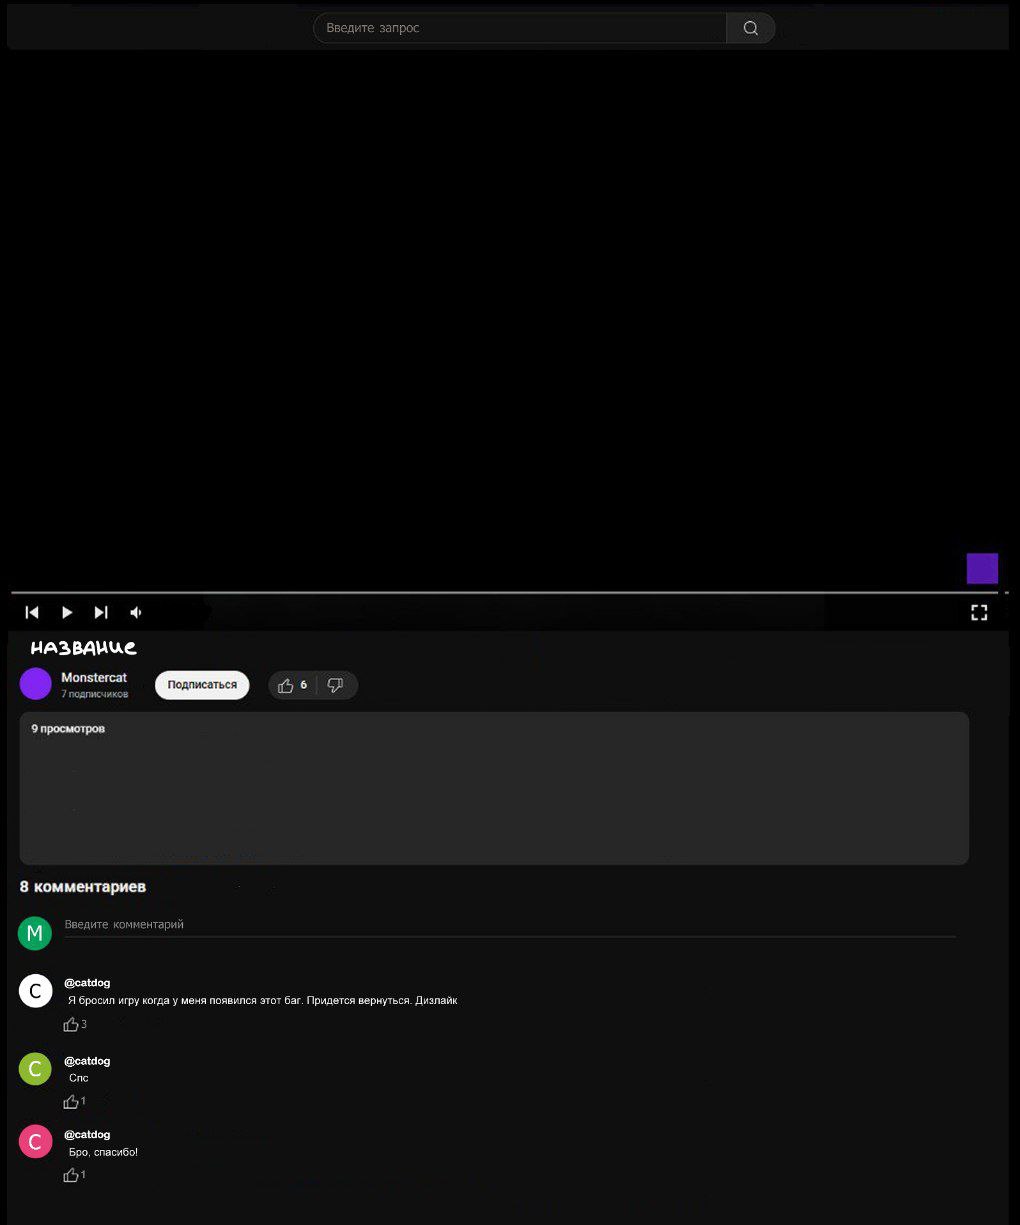 Введите запрос
название
Monstercat
7 подписчиков
Подписаться
6
9 просмотров
8 комментариев
M
Введите комментарий
C
@catdog
Я бросил игру когда у меня появился этот баг. Придется вернуться. Дизлайк
3
C
@catdog
Спс
1
C
@catdog
Бро, спасибо!
1